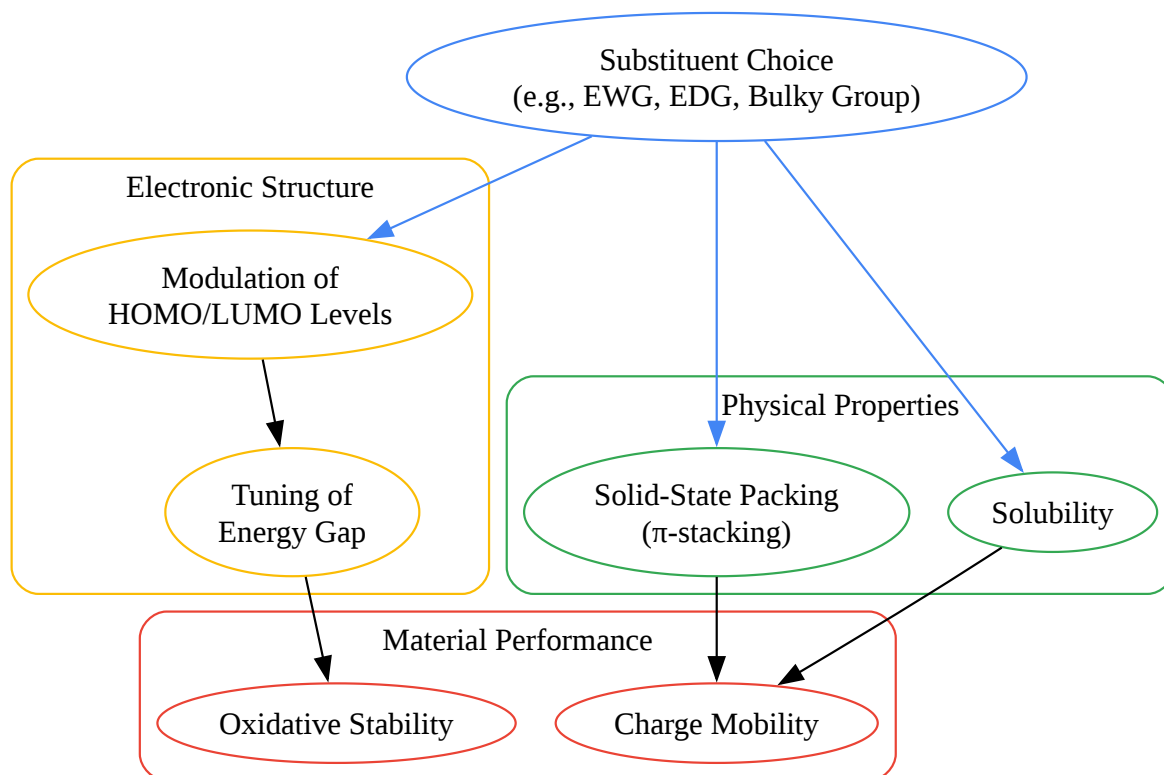 Substituent Choice
(e.g., EWG, EDG, Bulky Group)
Electronic Structure
Modulation of
HOMO/LUMO Levels
Physical Properties
Tuning of
Energy Gap
Solid-State Packing
(π-stacking)
Solubility
Material Performance
Oxidative Stability
Charge Mobility